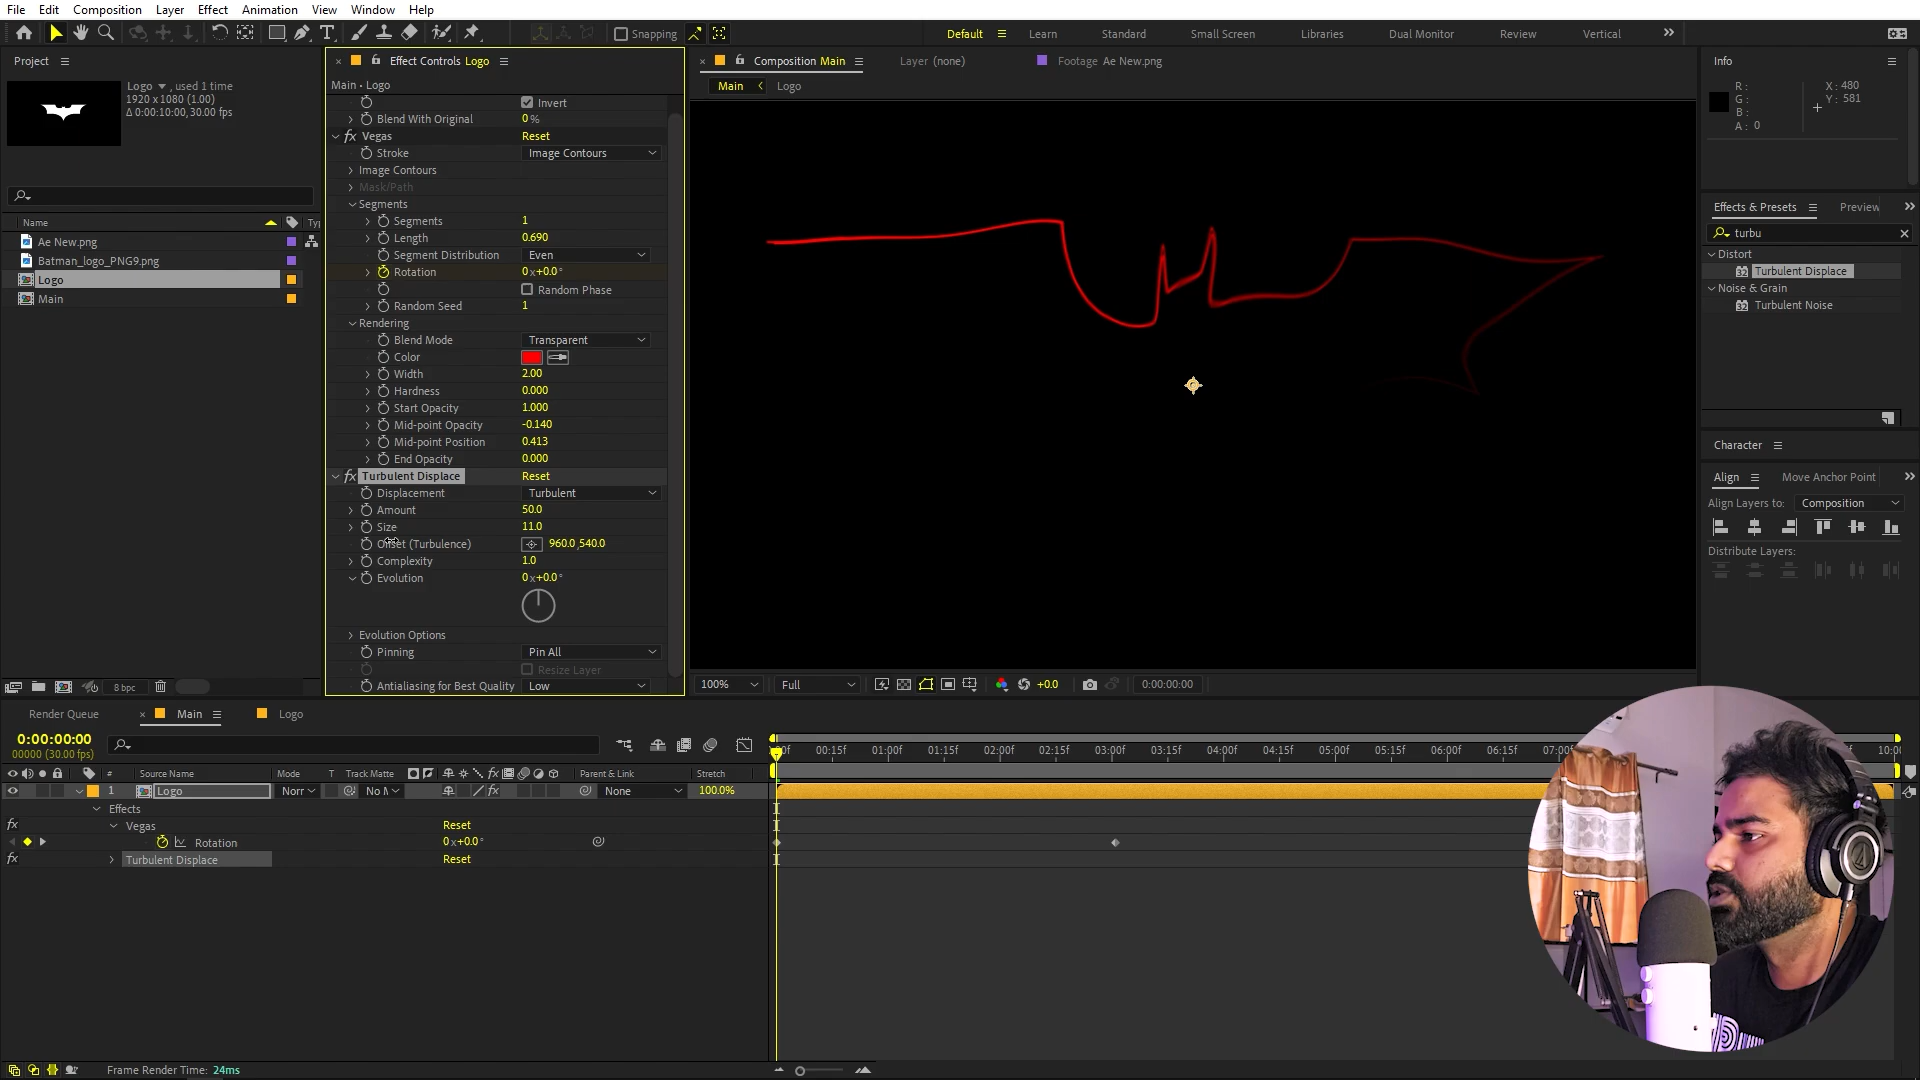 File Edit Composition Layer Effect Animation View Window Help
Snapping
Default Learn Standard Small Screen Libraries Dual Monitor Review Vertical
Project
Logo , used 1 time
1920 x 1080 (1.00)
Δ 0:00:10:00, 30.00 fps
Name
Ae New.png
Batman_logo_PNG9.png
Logo
Main
8 bpc
Effect Controls Logo
Main • Logo
Invert
Blend With Original 0 %
fx Vegas Reset
Stroke Image Contours
Image Contours
Mask/Path
Segments
Segments 1
Length 0.690
Segment Distribution Even
Rotation 0 x+0.0 °
Random Phase
Random Seed 1
Rendering
Blend Mode Transparent
Color
Width 2.00
Hardness 0.000
Start Opacity 1.000
Mid-point Opacity -0.140
Mid-point Position 0.413
End Opacity 0.000
fx Turbulent Displace Reset
Displacement Turbulent
Amount 50.0
Size 11.0
Offset (Turbulence) 960.0,540.0
Complexity 1.0
Evolution 0 x+0.0 °
Evolution Options
Pinning Pin All
Resize Layer
Antialiasing for Best Quality Low
Composition Main Layer (none) Footage Ae New.png
Main Logo
100% Full +0.0 0:00:00:00
Info
R :
G :
B :
A : 0
X : 480
Y : 581
Effects & Presets Preview
turbu
Distort
32 Turbulent Displace
Noise & Grain
32 Turbulent Noise
Character
Align Move Anchor Point
Align Layers to: Composition
Distribute Layers:
Render Queue Main Logo
0:00:00:00
00000 (30.00 fps)
# Source Name Mode T Track Matte fx Parent & Link Stretch
1 Logo Norr No fx None 100.0%
Effects
fx Vegas Reset
Rotation 0 x+0.0 °
fx Turbulent Displace Reset
00:15f 01:00f 01:15f 02:00f 02:15f 03:00f 03:15f 04:00f 04:15f 05:00f 05:15f 06:00f 06:15f
Frame Render Time: 24ms